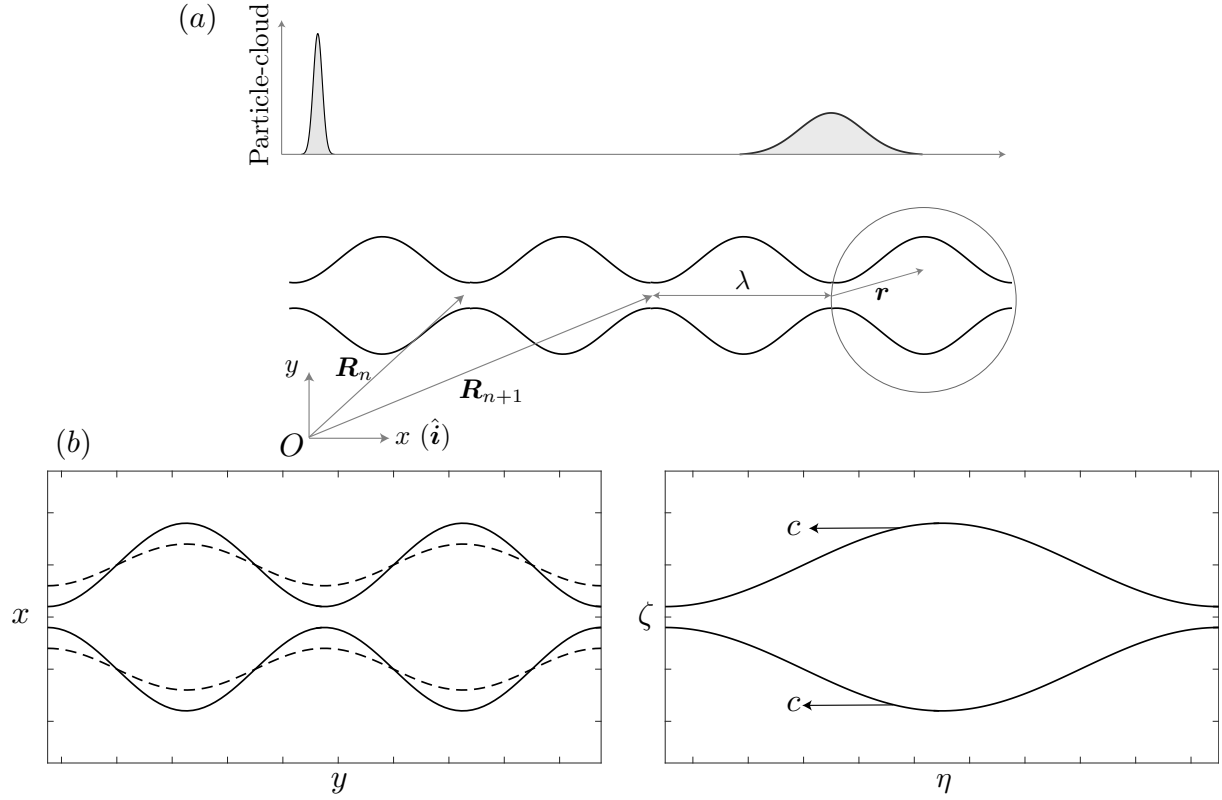 (a)
Particle-cloud
λ
r
R_n
R_{n+1}
y
O
x (î)
(b)
x
y
c
c
ζ
η